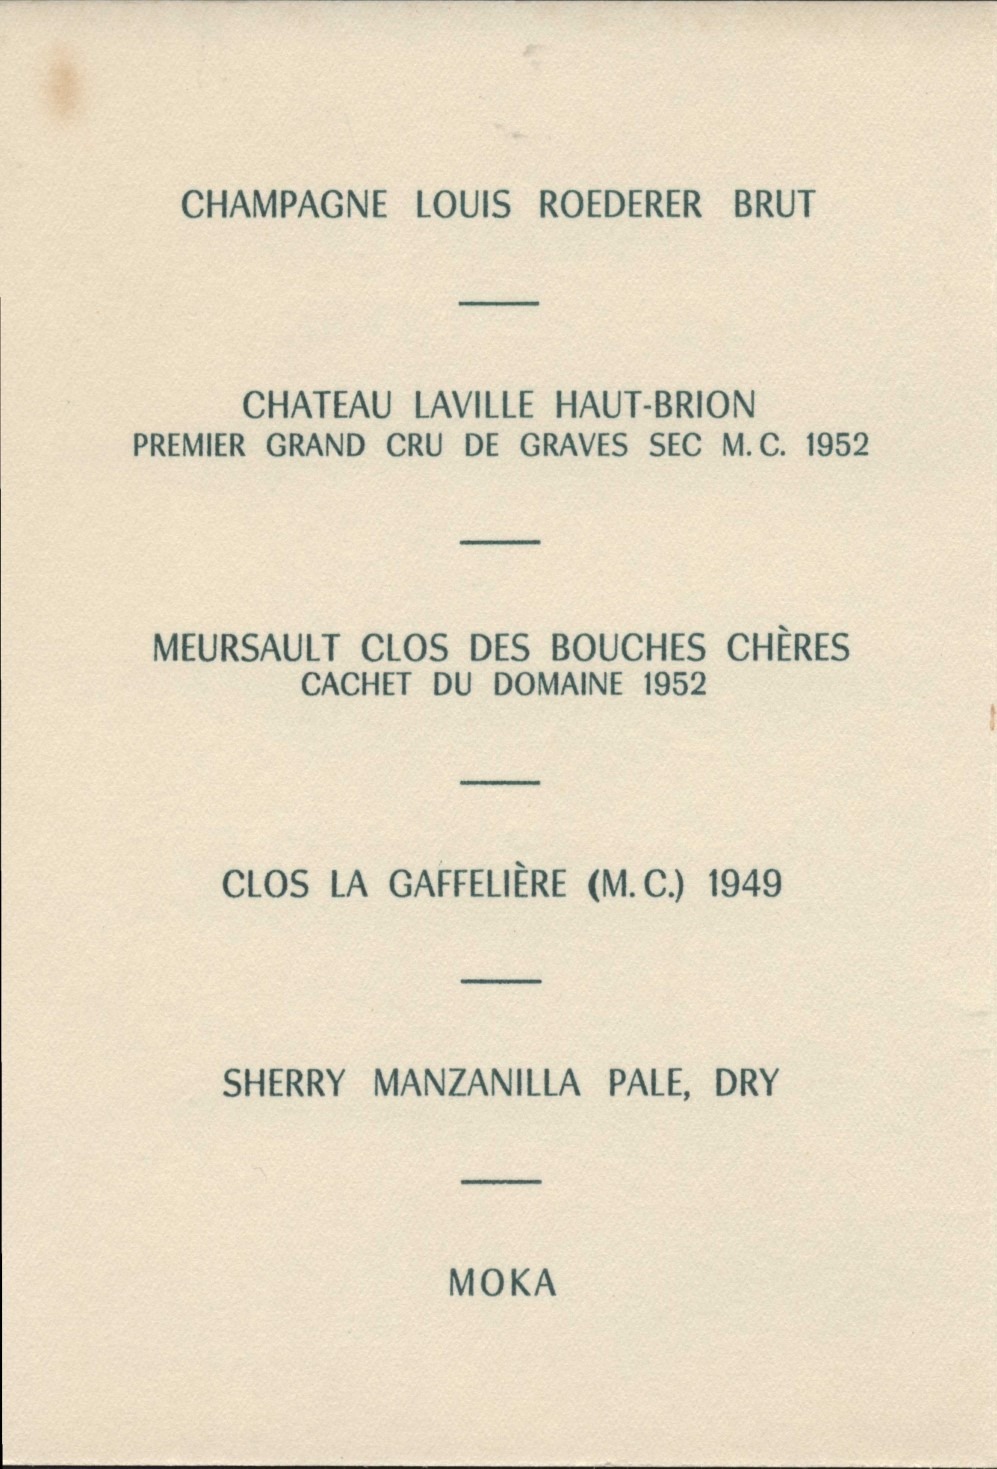 CHAMPAGNE LOUIS ROEDERER BRUT
CHATEAU LAVILLE HAUT-BRION
PREMIER GRAND CRU DE GRAVES SEC M. C. 1952
MEURSAULT CLOS DES BOUCHES CHÈRES
CACHET DU DOMAINE 1952
CLOS LA GAFFELIÈRE (M. C.) 1949
SHERRY MANZANILLA PALE, DRY
MOKA